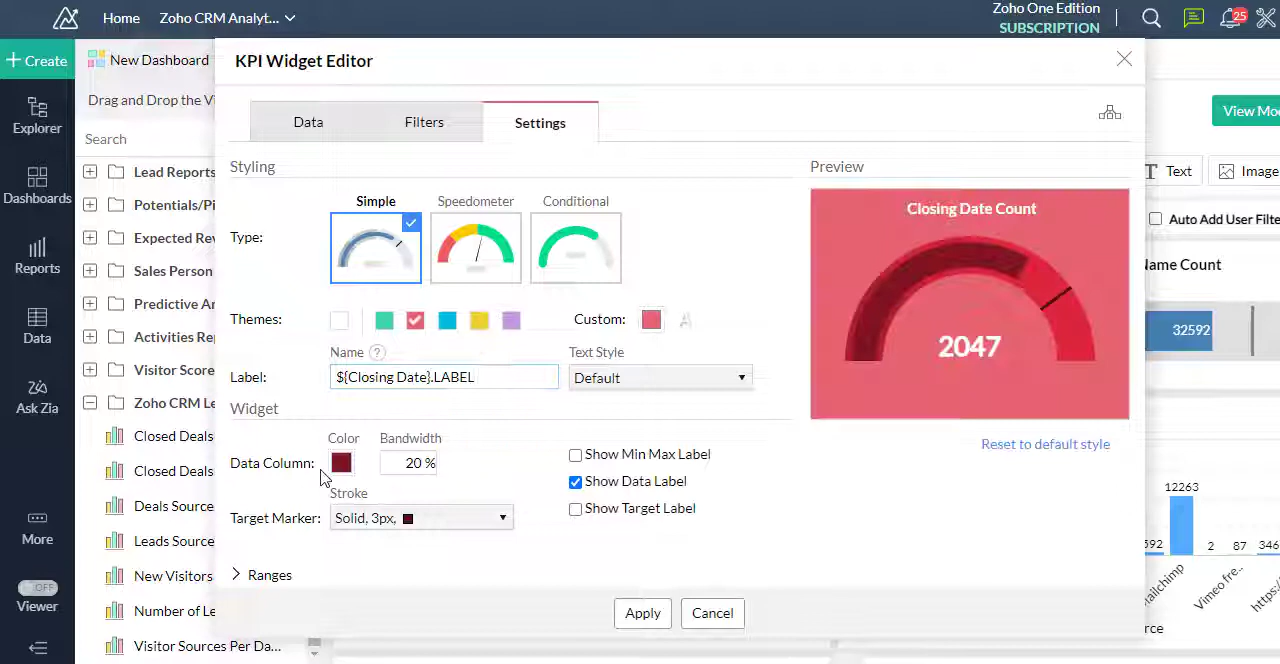 Home
Zoho CRM Analyt...
Zoho One Edition
SUBSCRIPTION
25
+ Create
New Dashboard
Drag and Drop the Vi
Search
Explorer
Dashboards
Reports
Data
Ask Zia
More
OFF
Viewer
Lead Reports
Potentials/Pi
Expected Rev
Sales Person
Predictive An
Activities Rep
Visitor Score
Zoho CRM Le
Closed Deals
Closed Deals
Deals Source
Leads Source
New Visitors
Number of Le
Visitor Sources Per Da...
KPI Widget Editor
Data
Filters
Settings
Styling
Simple
Speedometer
Conditional
Type:
Themes:
Custom:
A
Name ?
Text Style
Label:
${Closing Date}.LABEL
Default
Widget
Color
Bandwidth
Data Column:
20 %
Stroke
Target Marker:
Solid, 3px,
Show Min Max Label
Show Data Label
Show Target Label
Ranges
Apply
Cancel
Preview
Closing Date Count
2047
Reset to default style
View Mo
T Text
Image
Auto Add User Filte
Name Count
32592
12263
592
2
87
346
ailchimp
Vimeo fre..
https:/
rce